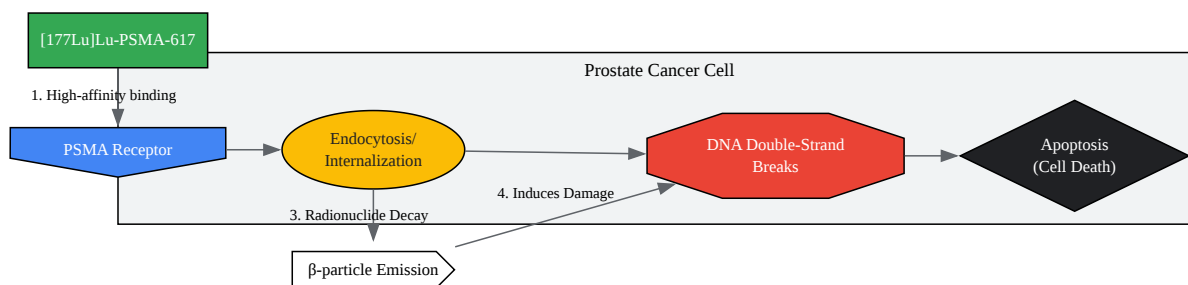 [177Lu]Lu-PSMA-617
Prostate Cancer Cell
1. High-affinity binding
PSMA Receptor
Endocytosis/
Internalization
DNA Double-Strand
Breaks
Apoptosis
(Cell Death)
4. Induces Damage
3. Radionuclide Decay
β-particle Emission